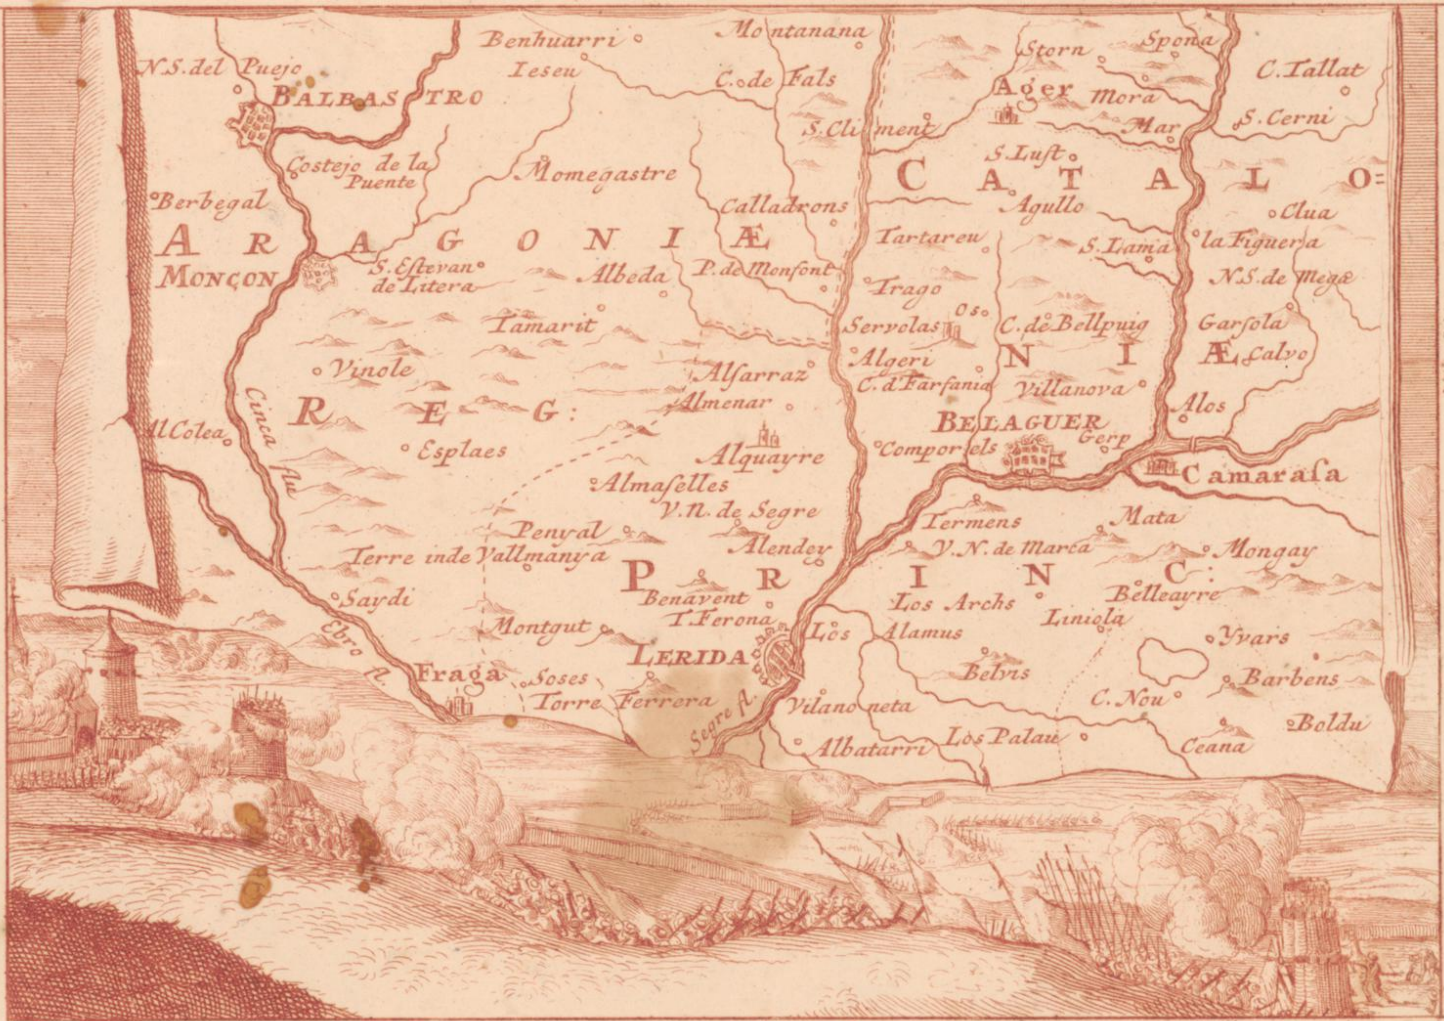 Benhuarri
Montanana
Storn
Spona
N.S. del Puejo
Ieseu
C. de Fals
C. Tallat
BALBASTRO
Ager
Mora
S. Climent
Mar
S. Cerni
Costejo de la
Puente
Momegastre
S. Lust
CATALO=
Berbegal
Calladrons
Agullo
Clua
ARAGONIÆ
Tartareu
S. Lama
la Figuera
MONÇON
S. Estevan
de Litera
Albeda
P. de Monfont
Trago
N.S. de Mega
Tamarit
Servolas
Os
C. de Bellpuig
Garsola
NIÆ
Vinole
Alsarraz
Algeri
Calvo
C. d Farfania
Villanova
REG:
Almenar
Alos
BELAGUER
Al Colea
Cinca flu
Esplaes
Alquayre
Comporels
Gerp
Camarasa
Almaselles
V.N. de Segre
Termens
Mata
Penyal
Terre inde Vallmanya
Alendey
V.N. de Marca
Mongay
PRINC:
Saydi
Benavent
Los Archs
Belleayre
T. Ferona
Liniola
Ebro fl
Montgut
LERIDA
Los Alamus
Yvars
Fraga
Soses
Belvis
Barbens
Torre Ferrera
Segre fl.
Vilanoneta
C. Nou
Albatarri
Los Palau
Ceana
Boldu